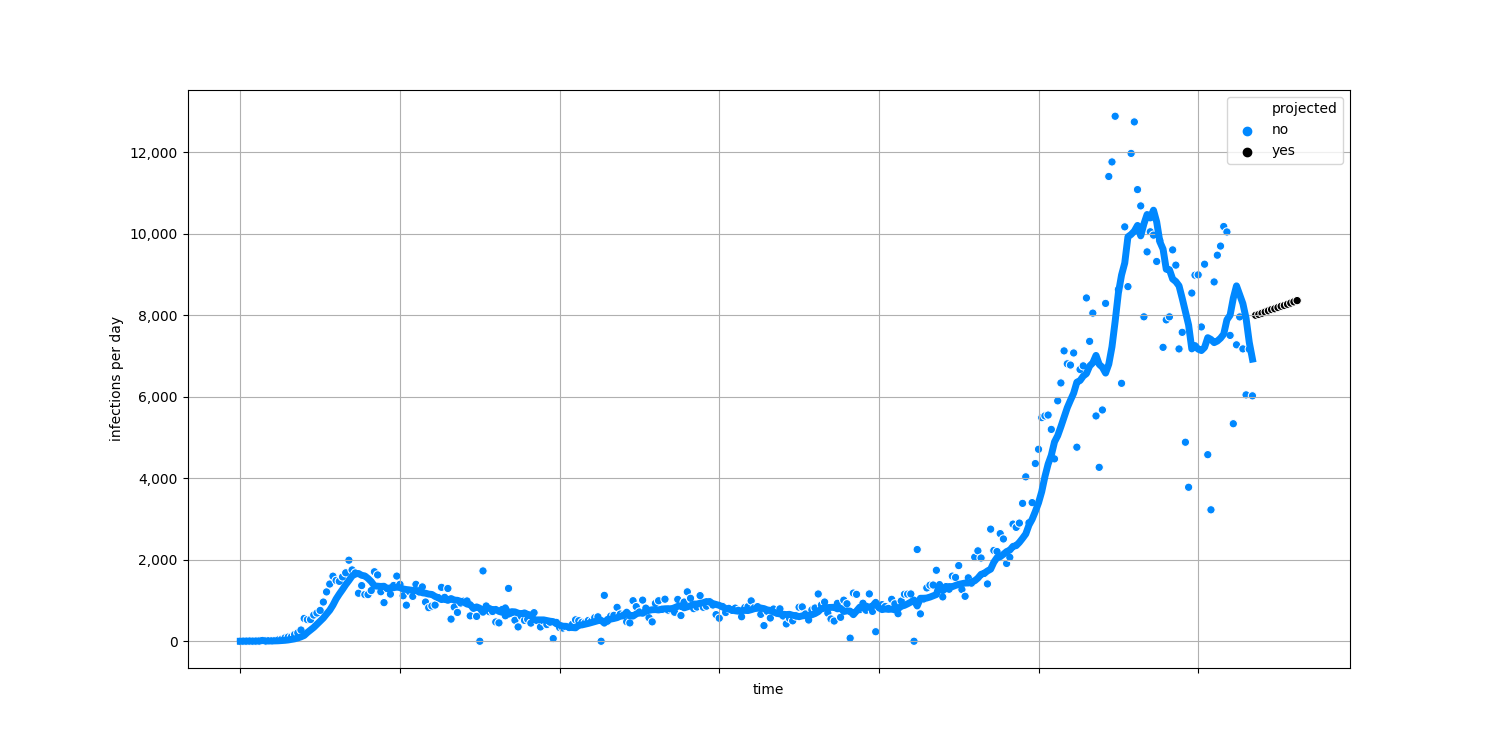 projected
no
yes
12,000
10,000
8,000
6,000
4,000
2,000
0
infections per day
time